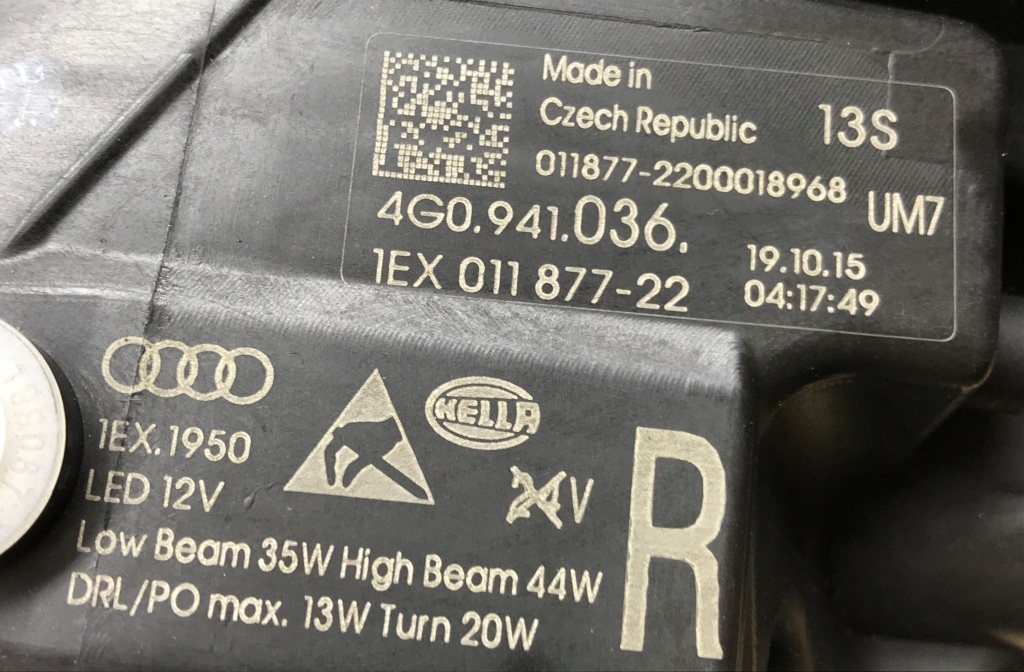 Made in
Czech Republic 13S
011877-2200018968 UM7
4G0.941.036.
1EX 011 877-22
19.10.15
04:17:49
1EX.1950
LED 12V
HELLA
24V
R
Low Beam 35W High Beam 44W
DRL/PO max. 13W Turn 20W